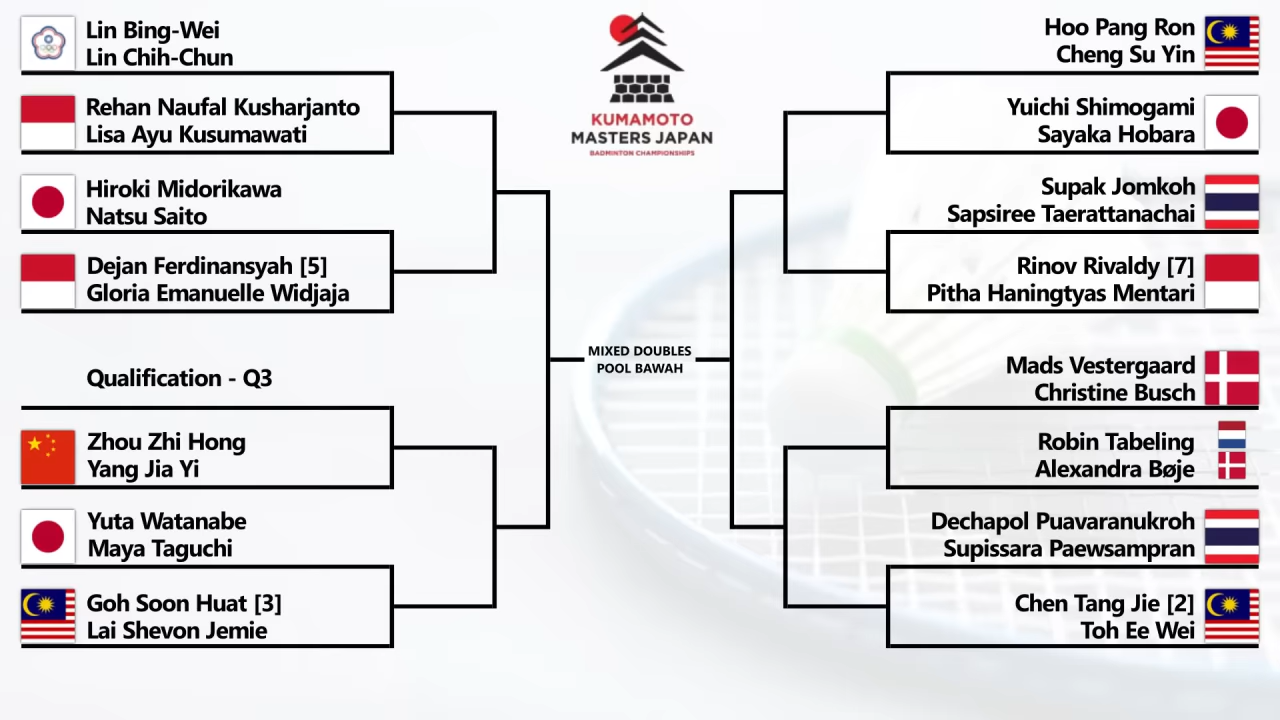 Lin Bing-Wei
Lin Chih-Chun
Rehan Naufal Kusharjanto
Lisa Ayu Kusumawati
Hiroki Midorikawa
Natsu Saito
Dejan Ferdinansyah [5]
Gloria Emanuelle Widjaja
Qualification - Q3
Zhou Zhi Hong
Yang Jia Yi
Yuta Watanabe
Maya Taguchi
Goh Soon Huat [3]
Lai Shevon Jemie
KUMAMOTO
MASTERS JAPAN
BADMINTON CHAMPIONSHIPS
MIXED DOUBLES
POOL BAWAH
Hoo Pang Ron
Cheng Su Yin
Yuichi Shimogami
Sayaka Hobara
Supak Jomkoh
Sapsiree Taerattanachai
Rinov Rivaldy [7]
Pitha Haningtyas Mentari
Mads Vestergaard
Christine Busch
Robin Tabeling
Alexandra Bøje
Dechapol Puavaranukroh
Supissara Paewsampran
Chen Tang Jie [2]
Toh Ee Wei